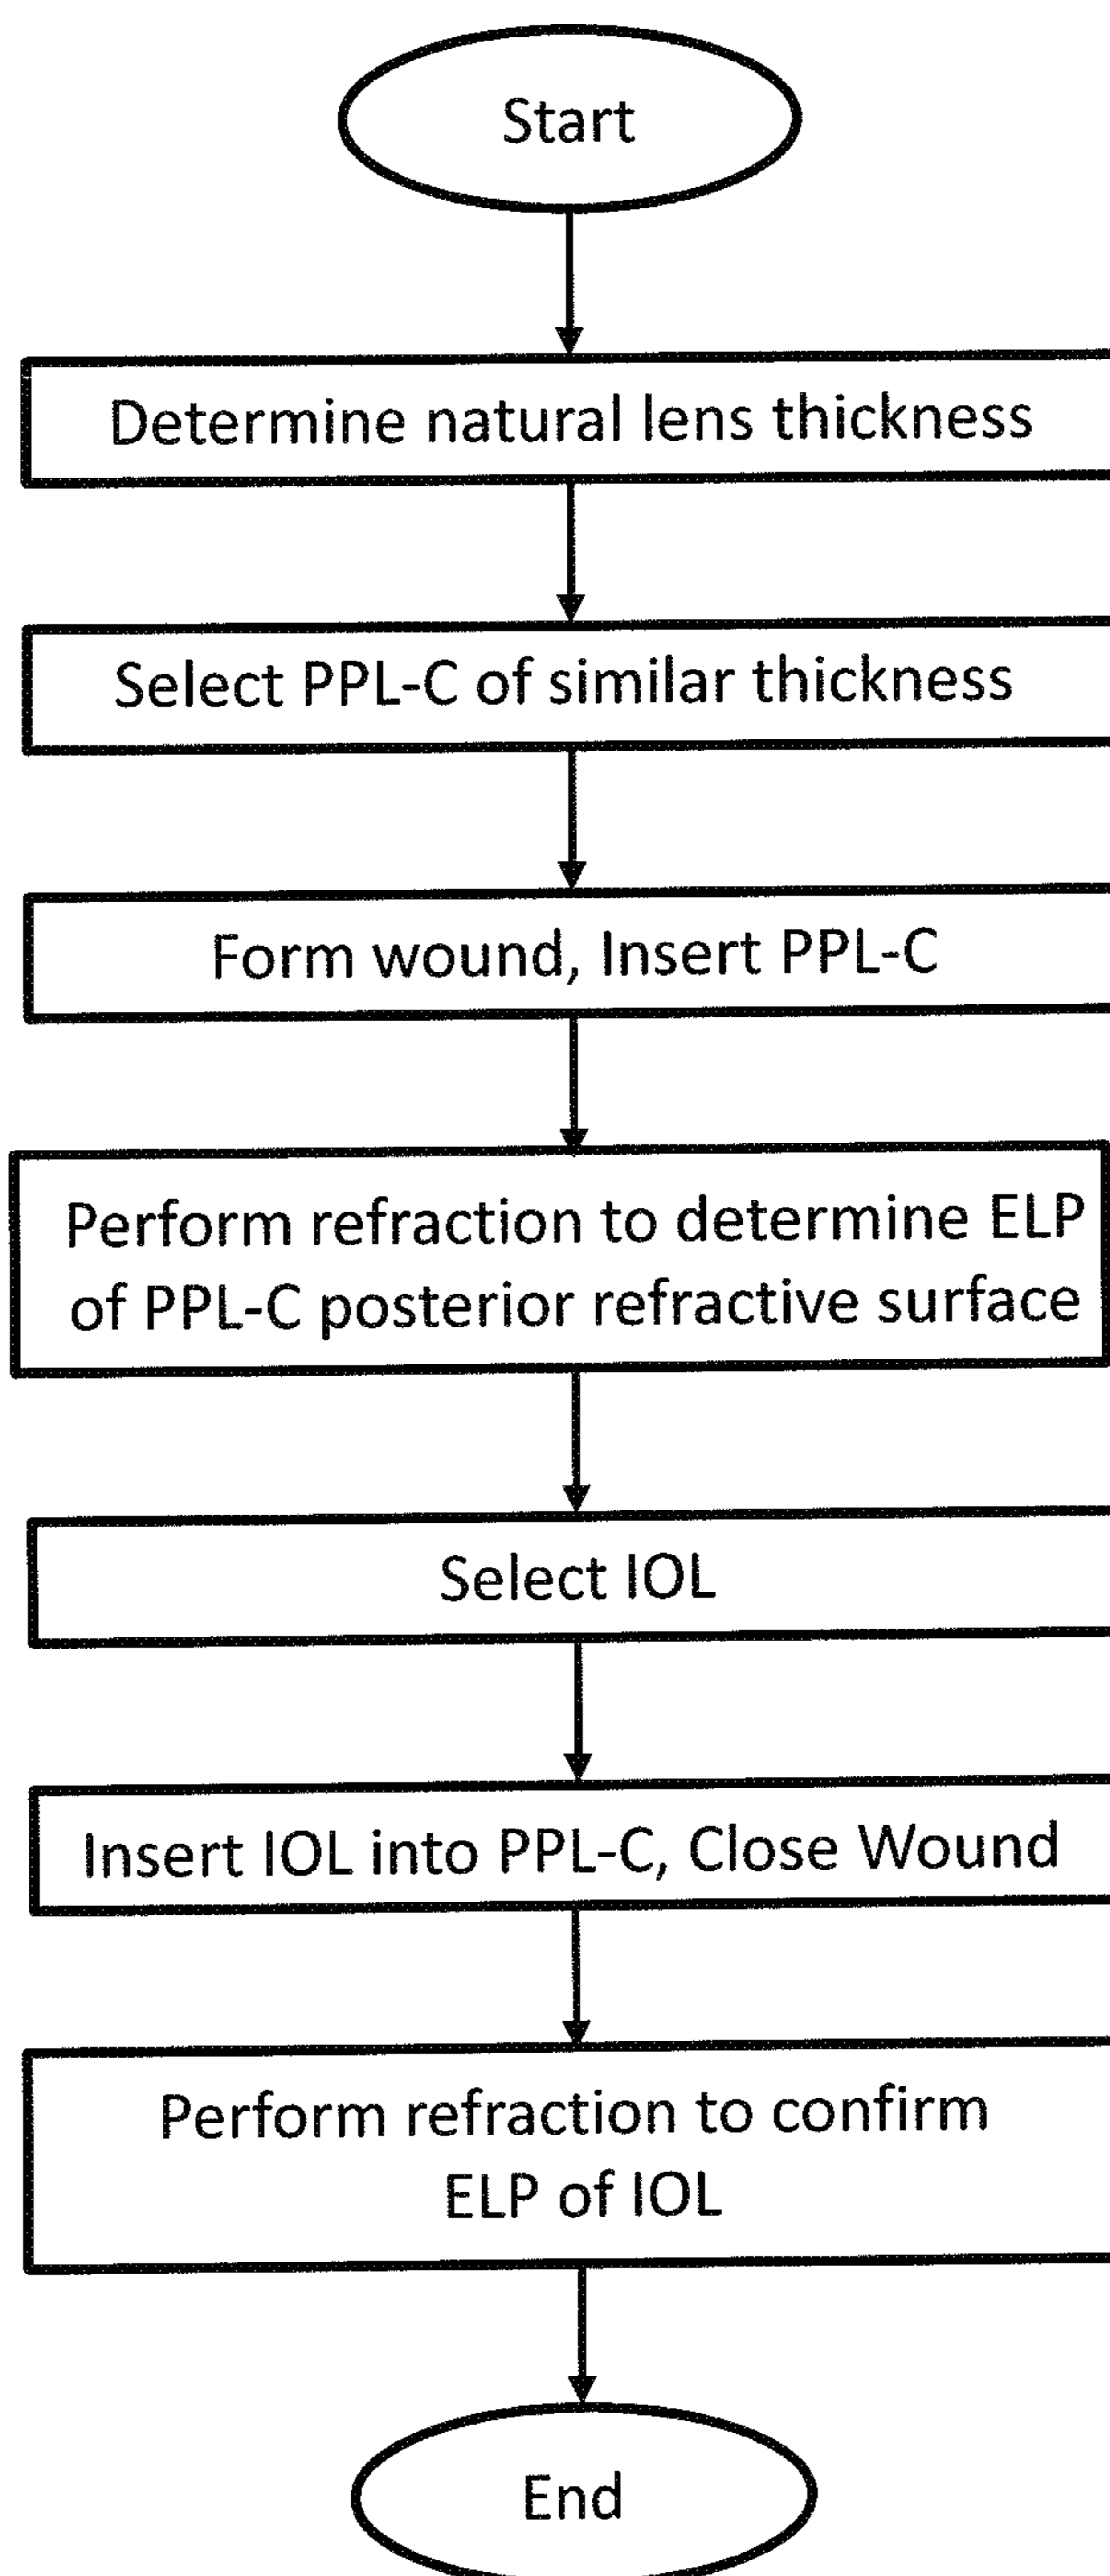 Start
Determine natural lens thickness
Select PPL-C of similar thickness
Form wound, Insert PPL-C
Perform refraction to determine ELP
of PPL-C posterior refractive surface
Select IOL
Insert IOL into PPL-C, Close Wound
Perform refraction to confirm
ELP of IOL
End